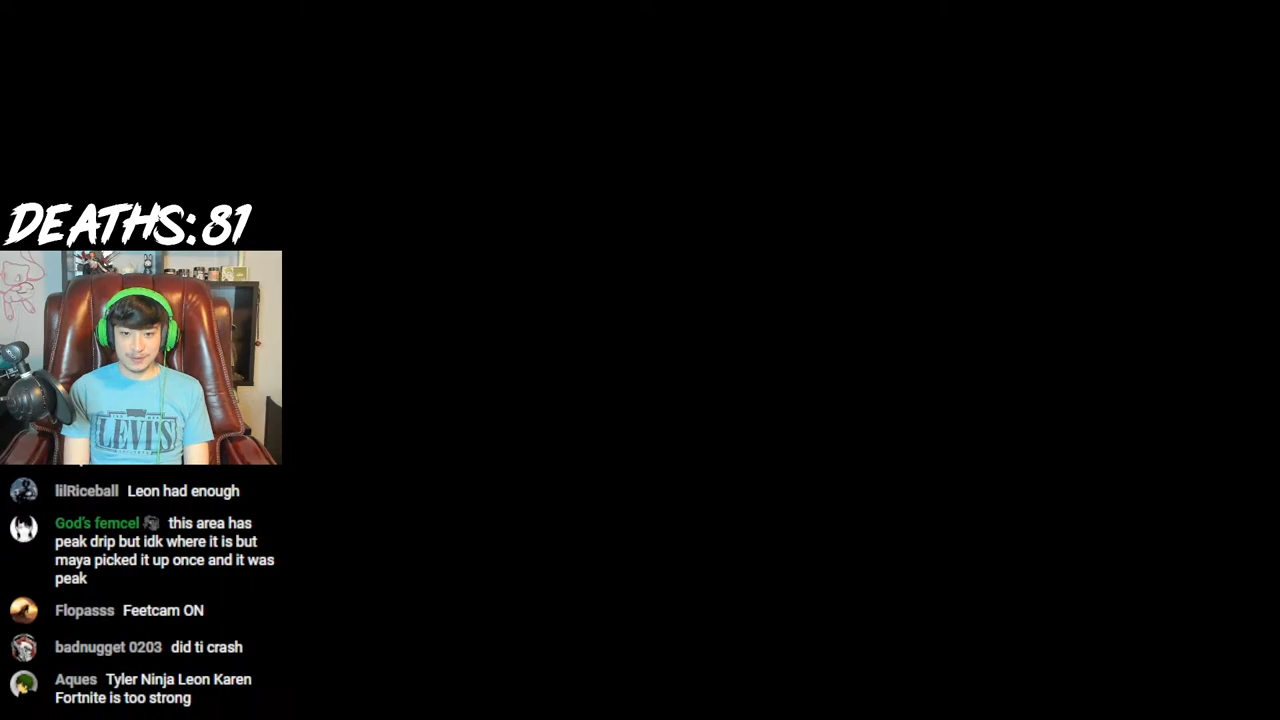 DEATHS:81
LEVI'S
lilRiceball Leon had enough
God's femcel this area has
peak drip but idk where it is but
maya picked it up once and it was
peak
Flopasss Feetcam ON
badnugget 0203 did ti crash
Aques Tyler Ninja Leon Karen
Fortnite is too strong